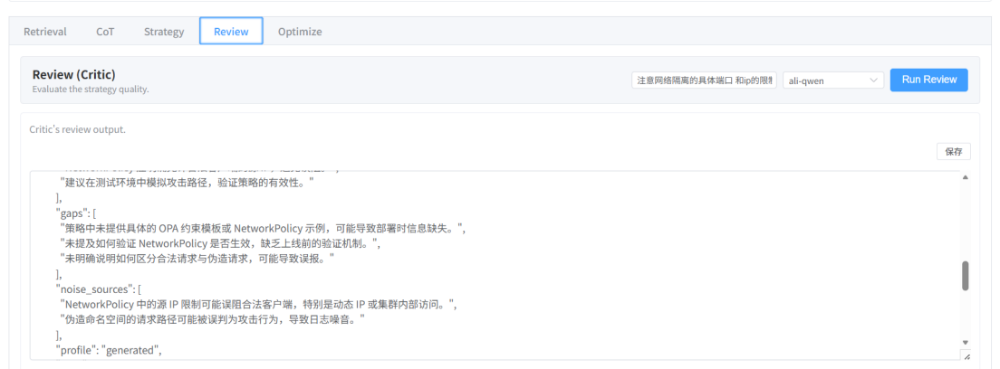 Retrieval CoT Strategy Review Optimize
Review (Critic)
Evaluate the strategy quality.
注意网络隔离的具体端口 和ip的限制
ali-qwen
Run Review
Critic's review output.
保存
"建议在测试环境中模拟攻击路径，验证策略的有效性。"
],
"gaps": [
"策略中未提供具体的 OPA 约束模板或 NetworkPolicy 示例，可能导致部署时信息缺失。",
"未提及如何验证 NetworkPolicy 是否生效，缺乏上线前的验证机制。",
"未明确说明如何区分合法请求与伪造请求，可能导致误报。"
],
"noise_sources": [
"NetworkPolicy 中的源 IP 限制可能误阻合法客户端，特别是动态 IP 或集群内部访问。",
"伪造命名空间的请求路径可能被误判为攻击行为，导致日志噪音。"
],
"profile": "generated",